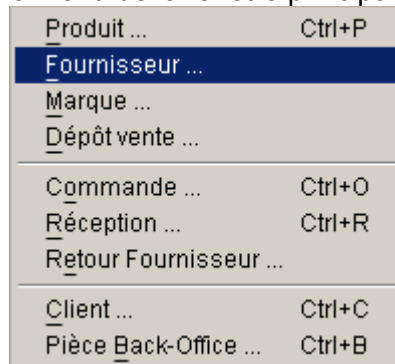 Produit ... Ctrl+P
Fournisseur ...
Marque ...
Dépôt vente ...
Commande ... Ctrl+O
Réception ... Ctrl+R
Retour Fournisseur ...
Client ... Ctrl+C
Pièce Back-Office ... Ctrl+B